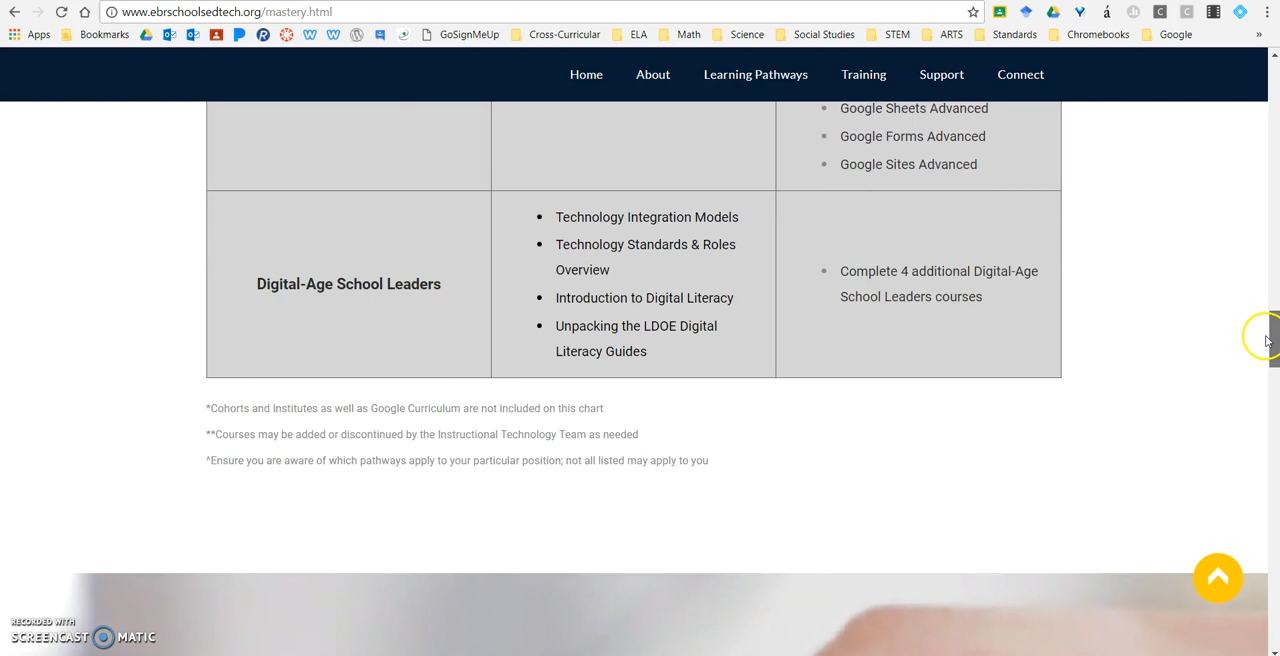 www.ebrschoolsedtech.org/mastery.html
Apps Bookmarks GoSignMeUp Cross-Curricular ELA Math Science Social Studies STEM ARTS Standards Chromebooks Google »
Home About Learning Pathways Training Support Connect
Google Sheets Advanced
Google Forms Advanced
Google Sites Advanced
Digital-Age School Leaders
Technology Integration Models
Technology Standards & Roles
Overview
Introduction to Digital Literacy
Unpacking the LDOE Digital
Literacy Guides
Complete 4 additional Digital-Age
School Leaders courses
*Cohorts and Institutes as well as Google Curriculum are not included on this chart
**Courses may be added or discontinued by the Instructional Technology Team as needed
^Ensure you are aware of which pathways apply to your particular position; not all listed may apply to you
RECORDED WITH
SCREENCAST MATIC